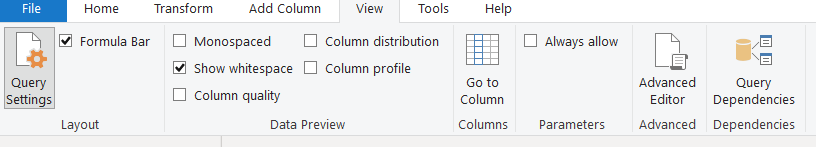 File Home Transform Add Column View Tools Help
Query Settings
Formula Bar
Layout
Monospaced
Show whitespace
Column quality
Column distribution
Column profile
Data Preview
Go to
Column
Columns
Always allow
Parameters
Advanced
Editor
Advanced
Query
Dependencies
Dependencies